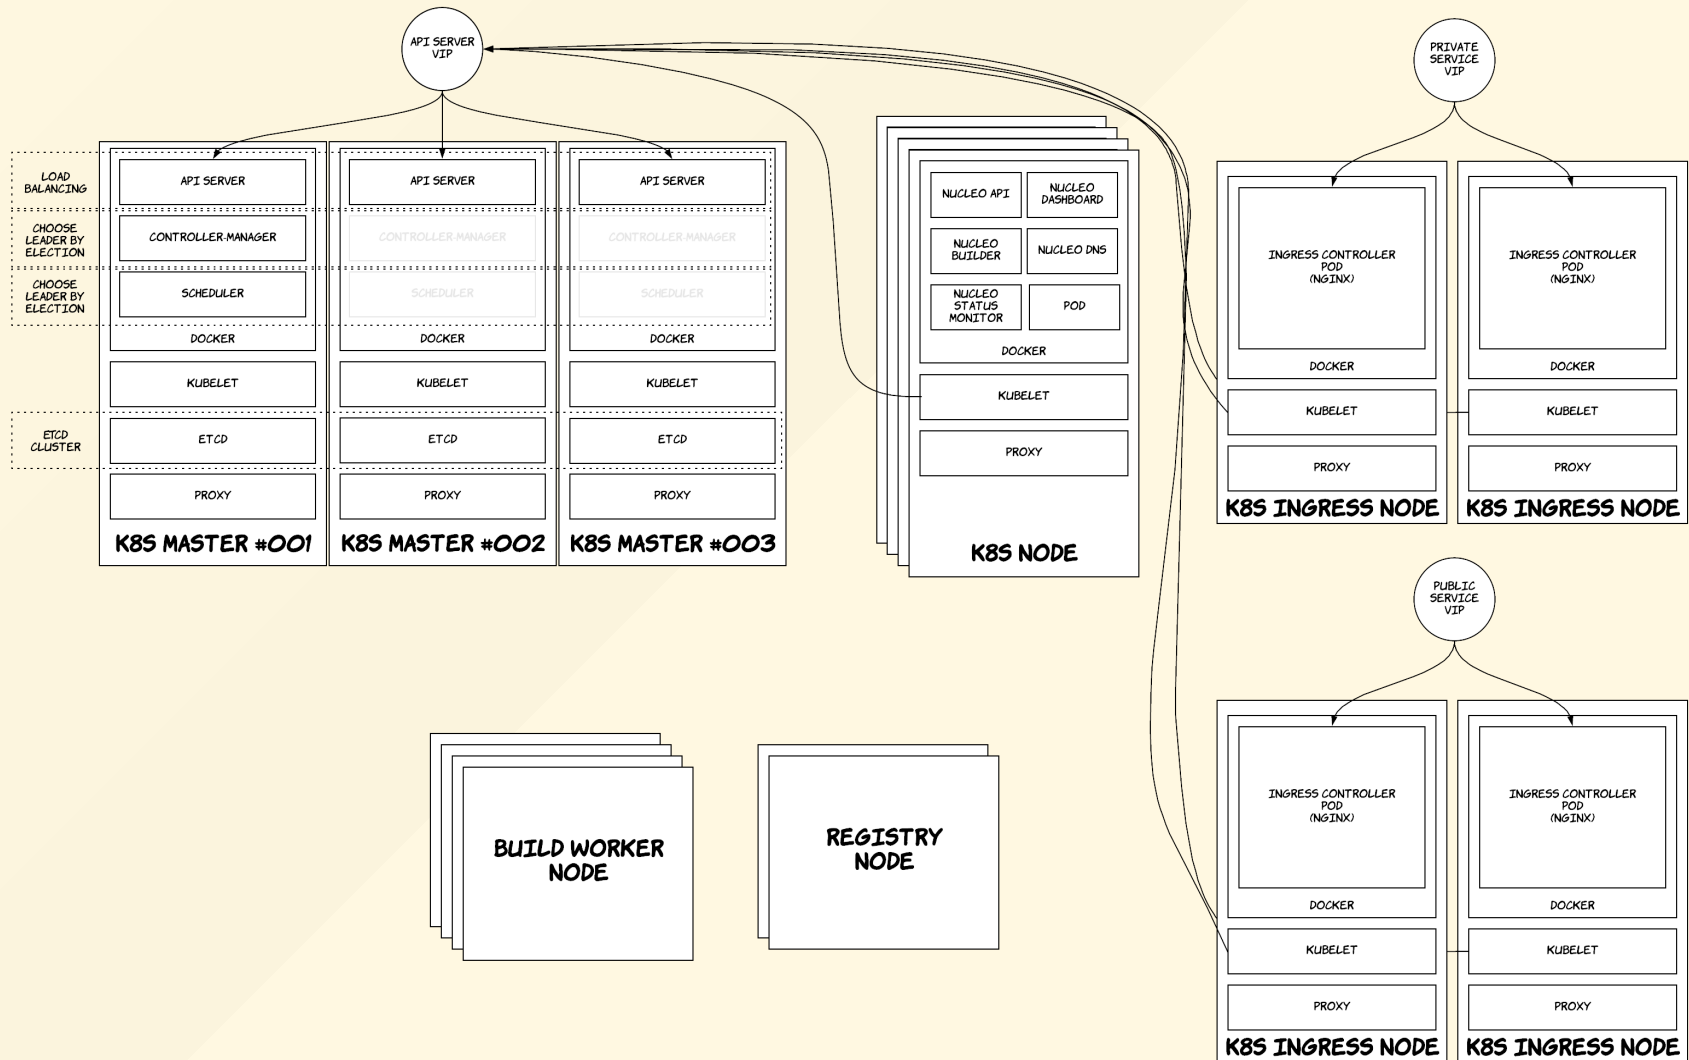 API SERVER
VIP
LOAD
BALANCING
CHOOSE
LEADER BY
ELECTION
CHOOSE
LEADER BY
ELECTION
ETCD
CLUSTER
API SERVER
CONTROLLER-MANAGER
SCHEDULER
DOCKER
KUBELET
ETCD
PROXY
K8S MASTER #001
API SERVER
CONTROLLER-MANAGER
SCHEDULER
DOCKER
KUBELET
ETCD
PROXY
K8S MASTER #002
API SERVER
CONTROLLER-MANAGER
SCHEDULER
DOCKER
KUBELET
ETCD
PROXY
K8S MASTER #003
NUCLEO API
NUCLEO
DASHBOARD
NUCLEO
BUILDER
NUCLEO DNS
NUCLEO
STATUS
MONITOR
POD
DOCKER
KUBELET
PROXY
K8S NODE
PRIVATE
SERVICE
VIP
INGRESS CONTROLLER
POD
(NGINX)
DOCKER
KUBELET
PROXY
K8S INGRESS NODE
INGRESS CONTROLLER
POD
(NGINX)
DOCKER
KUBELET
PROXY
K8S INGRESS NODE
BUILD WORKER
NODE
REGISTRY
NODE
PUBLIC
SERVICE
VIP
INGRESS CONTROLLER
POD
(NGINX)
DOCKER
KUBELET
PROXY
K8S INGRESS NODE
INGRESS CONTROLLER
POD
(NGINX)
DOCKER
KUBELET
PROXY
K8S INGRESS NODE